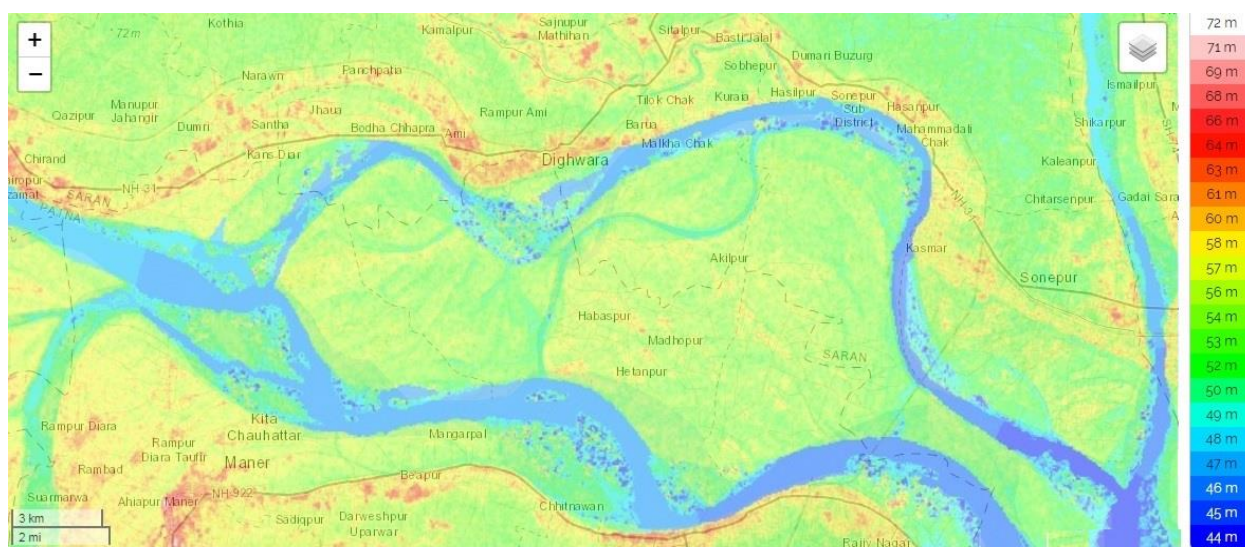 +
−
Kothia
72m
Kamalpur
Sajnupur
Mathihan
Sitalpur
Basti Jalal
Dumari Buzurg
Sobhepur
Narawn
Panchpatia
Manupur
Jahangir
Qazipur
Dumri
Jhaua
Santha
Rampur Ami
Tilok Chak
Kuraia
Hasilpur
Sonepur
Sub
District
Hasanpur
Ismailpur
Shikarpur
Bodha Chhapra
Ami
Barua
Malkha Chak
Mahammadali
Chak
Chirand
Kans Diar
Dighwara
Kaleanpur
NH 31
SARAN
PATNA
NH-31
Chitarsenpur
Gadai Sara
Kasmar
Akilpur
Sonepur
Habaspur
Madhopur
SARAN
Hetanpur
Kita
Chauhattar
Rampur Diara
Rampur
Diara Taufir
Mangarpal
Maner
Rambad
Beapur
Suarmarwa
Ahiapur Maner
NH-922
Chhitnawan
Sadiqpur
Darweshpur
Uparwar
Rajiv Nagar
3 km
2 mi
72 m
71 m
69 m
68 m
66 m
64 m
63 m
61 m
60 m
58 m
57 m
56 m
54 m
53 m
52 m
50 m
49 m
48 m
47 m
46 m
45 m
44 m